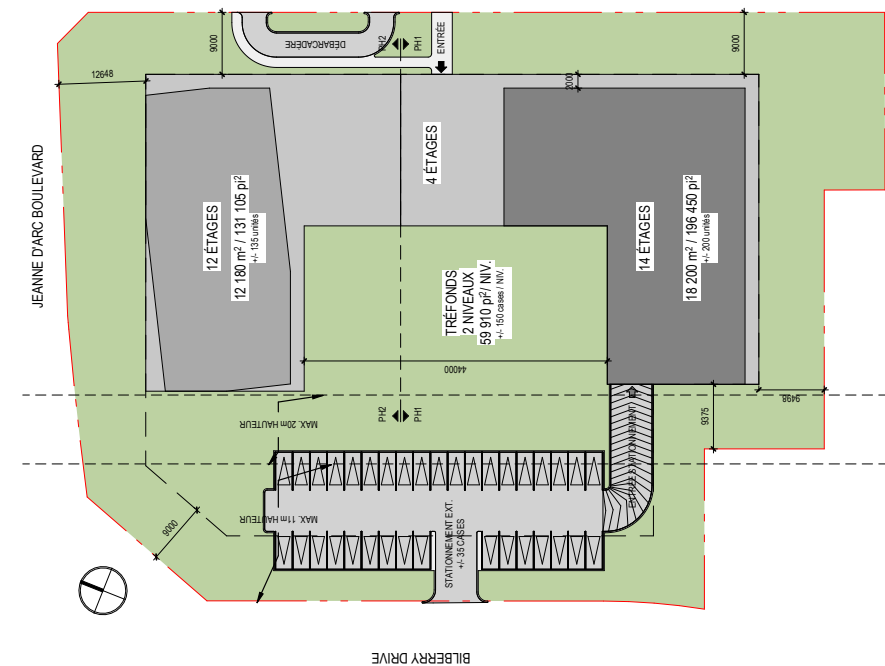 9000
DÉBARCADÈRE
PH2
PH1
ENTRÉE
9000
12648
2000
JEANNE D'ARC BOULEVARD
12 ÉTAGES
12 180 m² / 131 105 pi²
+/- 135 unités
4 ÉTAGES
14 ÉTAGES
18 200 m² / 196 450 pi²
+/- 200 unités
TRÉFONDS
2 NIVEAUX
59 910 pi²/ NIV.
+/- 150 cases / NIV.
44000
PH2
PH1
MAX. 20m HAUTEUR
9375
8498
ENTRÉE STATIONNEMENT
9000
MAX. 11m HAUTEUR
STATIONNEMENT EXT.
+/- 35 CASES
BILBERRY DRIVE